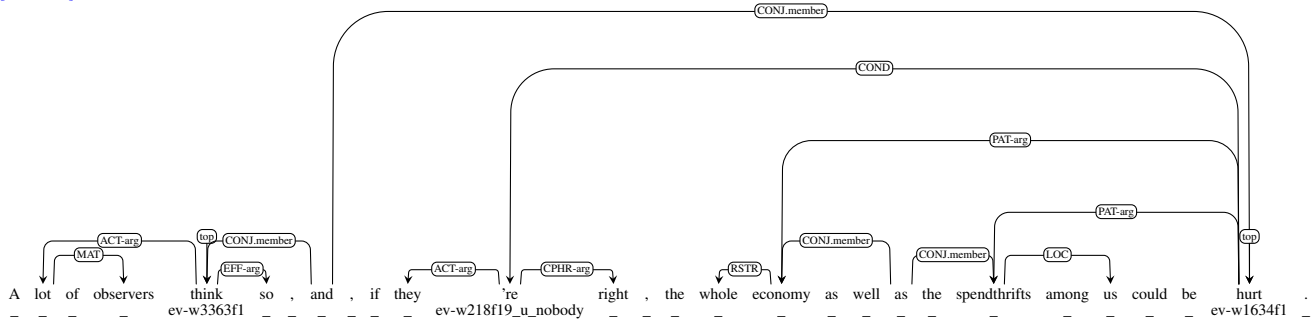 CONJ.member
COND
PAT-arg
PAT-arg
ACT-arg top CONJ.member CONJ.member CONJ.member LOC top
MAT EFF-arg ACT-arg CPHR-arg RSTR
A lot of observers think so , and , if they 're right , the whole economy as well as the spendthrifts among us could be hurt .
_ _ _ _ ev-w3363f1 _ _ _ _ _ _ ev-w218f19_u_nobody _ _ _ _ _ _ _ _ _ _ _ _ _ _ ev-w1634f1 _